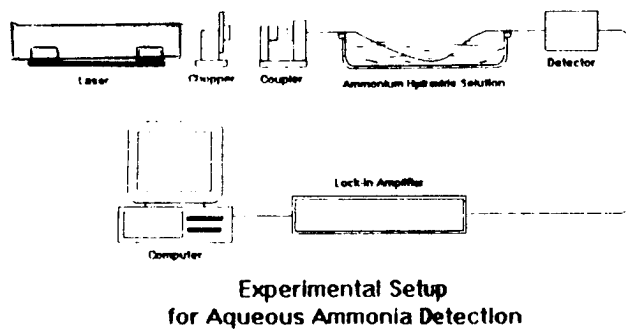 Laser
Chopper
Coupler
Ammonium Hydroxide Solution
Detector
Lock-in Amplifier
Computer
Experimental Setup
for Aqueous Ammonia Detection